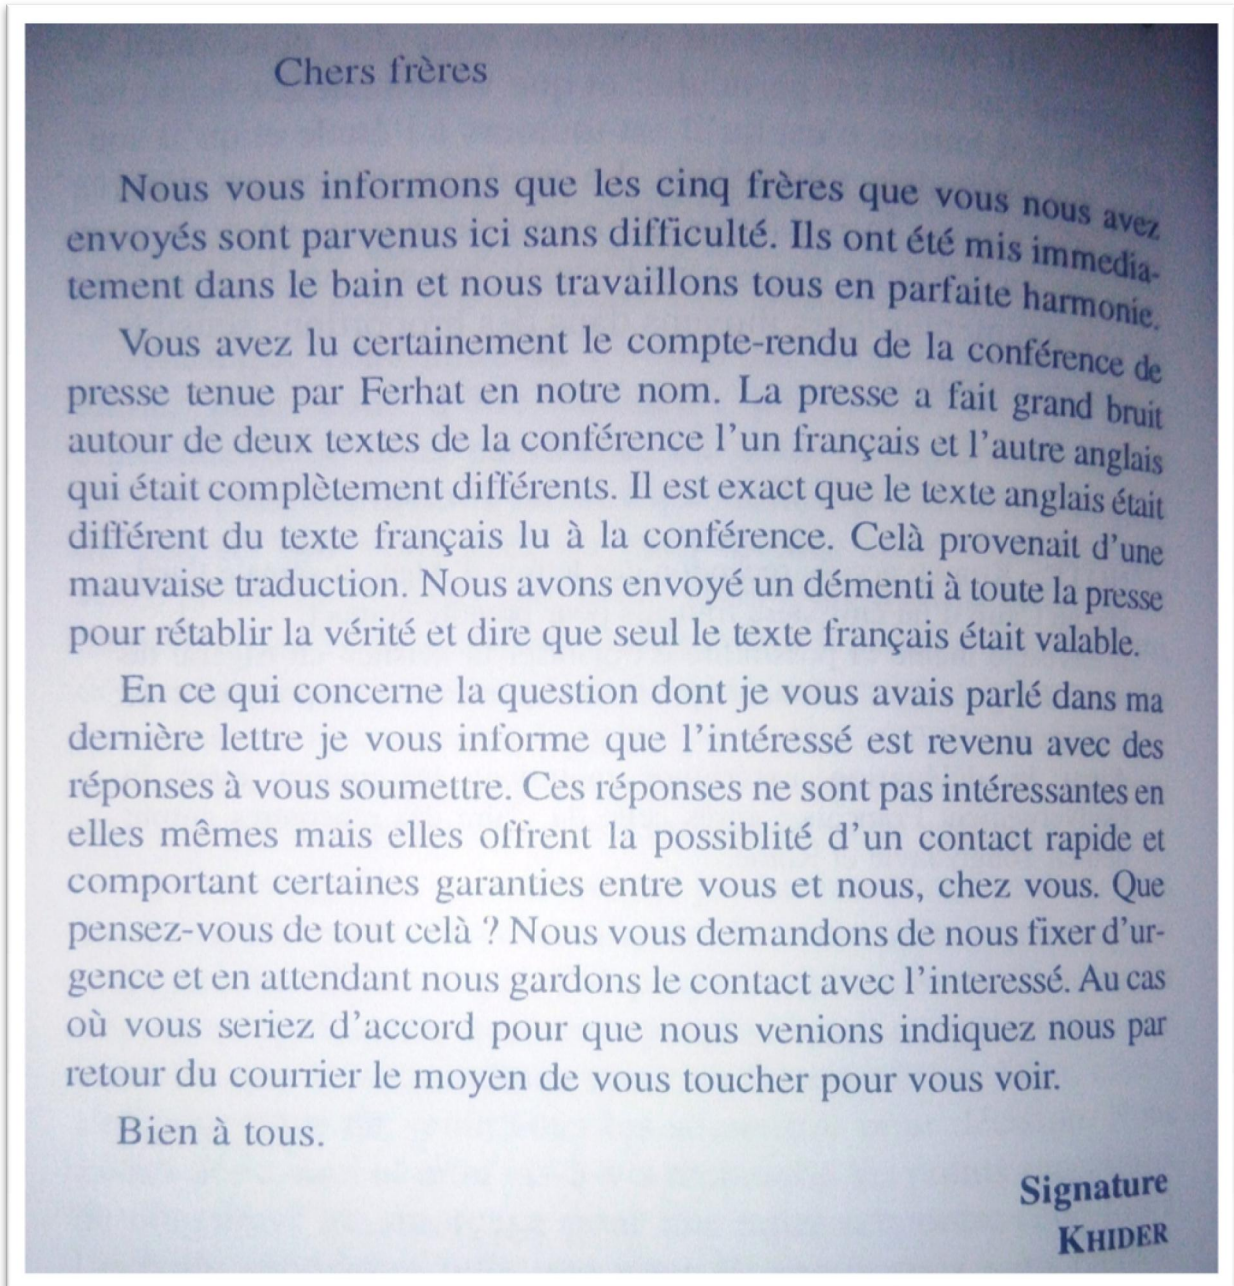 Chers frères
Nous vous informons que les cinq frères que vous nous avez
envoyés sont parvenus ici sans difficulté. Ils ont été mis immedia-
tement dans le bain et nous travaillons tous en parfaite harmonie.
Vous avez lu certainement le compte-rendu de la conférence de
presse tenue par Ferhat en notre nom. La presse a fait grand bruit
autour de deux textes de la conférence l'un français et l'autre anglais
qui était complètement différents. Il est exact que le texte anglais était
différent du texte français lu à la conférence. Celà provenait d'une
mauvaise traduction. Nous avons envoyé un démenti à toute la presse
pour rétablir la vérité et dire que seul le texte français était valable.
En ce qui concerne la question dont je vous avais parlé dans ma
dernière lettre je vous informe que l'intéressé est revenu avec des
réponses à vous soumettre. Ces réponses ne sont pas intéressantes en
elles mêmes mais elles offrent la possiblité d'un contact rapide et
comportant certaines garanties entre vous et nous, chez vous. Que
pensez-vous de tout celà ? Nous vous demandons de nous fixer d'ur-
gence et en attendant nous gardons le contact avec l'interessé. Au cas
où vous seriez d'accord pour que nous venions indiquez nous par
retour du courrier le moyen de vous toucher pour vous voir.
Bien à tous.
Signature
KHIDER